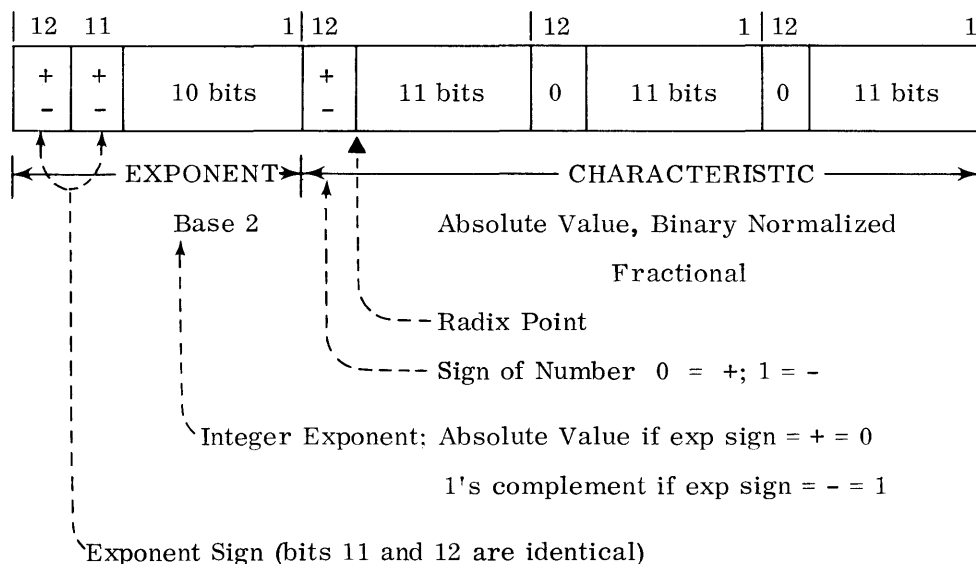 12 11 1 12 12 1 12 1
+ + 10 bits + 11 bits 0 11 bits 0 11 bits
- - -
EXPONENT CHARACTERISTIC
Base 2 Absolute Value, Binary Normalized
Fractional
Radix Point
Sign of Number 0 = +; 1 = -
Integer Exponent: Absolute Value if exp sign = + = 0
1's complement if exp sign = - = 1
Exponent Sign (bits 11 and 12 are identical)